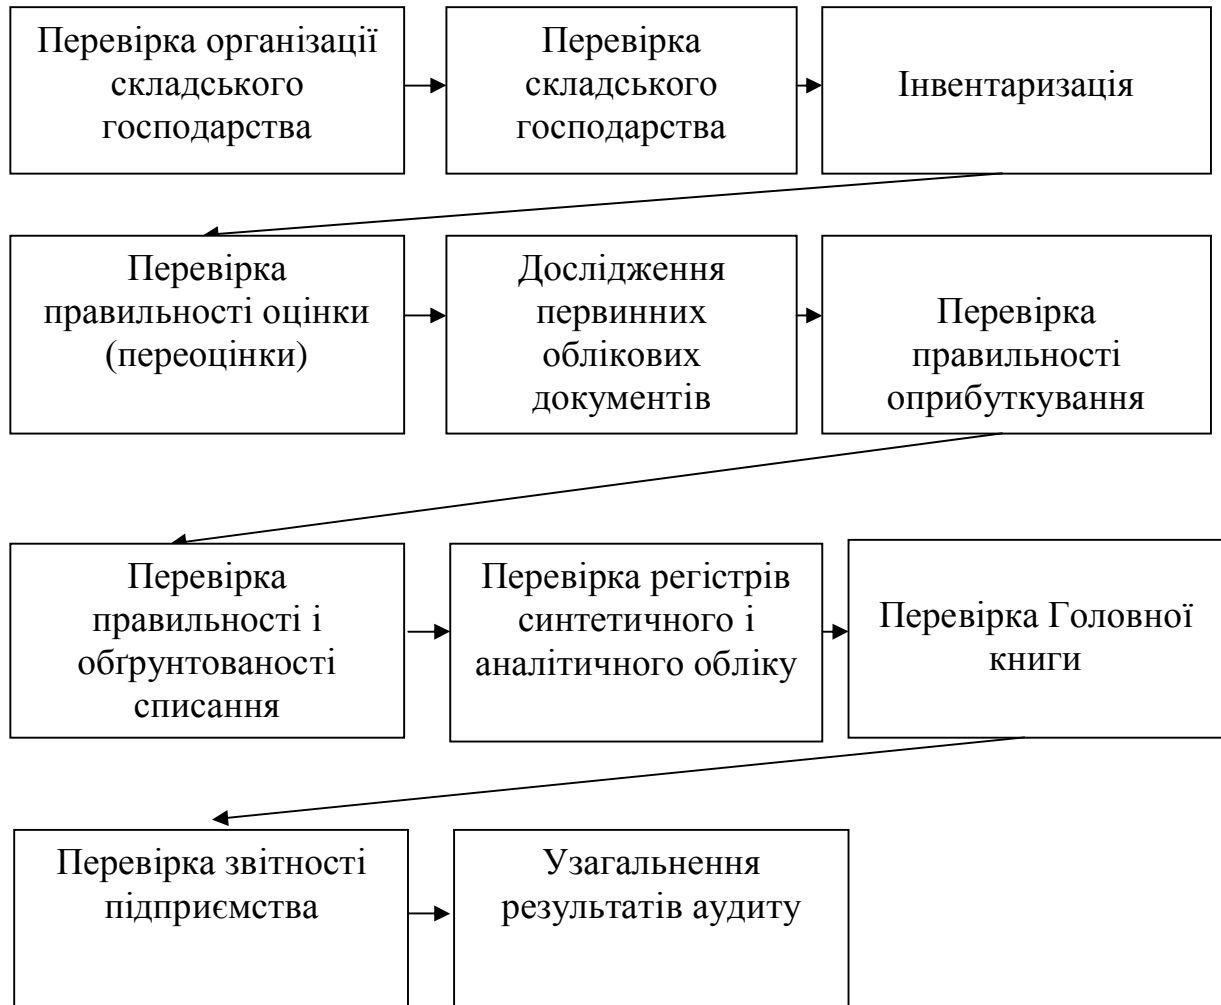 Перевірка організації
складського
господарства
Перевірка
складського
господарства
Інвентаризація
Перевірка
правильності оцінки
(переоцінки)
Дослідження
первинних
облікових
документів
Перевірка
правильності
оприбуткування
Перевірка
правильності і
обґрунтованості
списання
Перевірка регістрів
синтетичного і
аналітичного обліку
Перевірка Головної
книги
Перевірка звітності
підприємства
Узагальнення
результатів аудиту